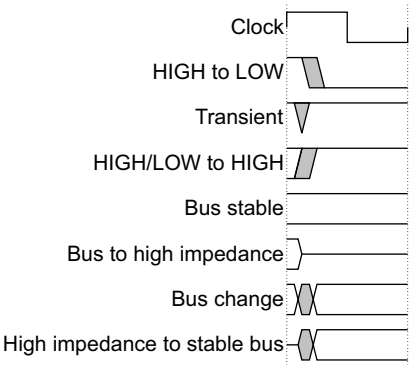 Clock
HIGH to LOW
Transient
HIGH/LOW to HIGH
Bus stable
Bus to high impedance
Bus change
High impedance to stable bus